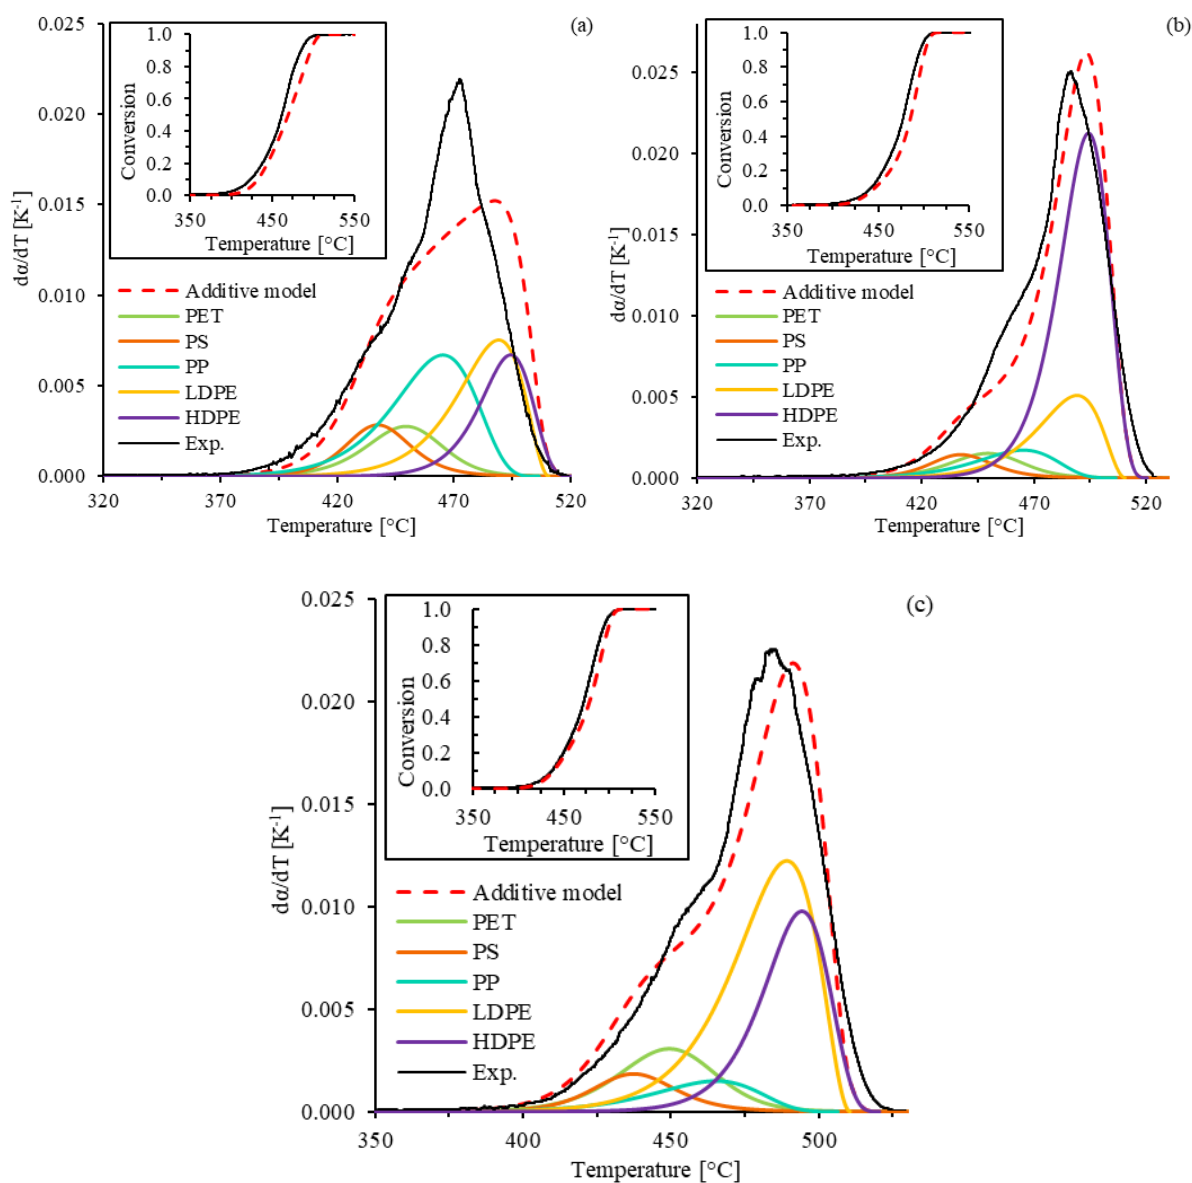 (a)
0.025
0.020
0.015
0.010
0.005
0.000
dα/dT [K-1]
320 370 420 470 520
Temperature [°C]
1.0
0.8
0.6
0.4
0.2
0.0
Conversion
350 450 550
Temperature [°C]
Additive model
PET
PS
PP
LDPE
HDPE
Exp.
(b)
0.025
0.020
0.015
0.010
0.005
0.000
dα/dT [K-1]
320 370 420 470 520
Temperature [°C]
1.0
0.8
0.6
0.4
0.2
0.0
Conversion
350 450 550
Temperature [°C]
Additive model
PET
PS
PP
LDPE
HDPE
Exp.
(c)
0.025
0.020
0.015
0.010
0.005
0.000
dα/dT [K-1]
350 400 450 500
Temperature [°C]
1.0
0.8
0.6
0.4
0.2
0.0
Conversion
350 450 550
Temperature [°C]
Additive model
PET
PS
PP
LDPE
HDPE
Exp.